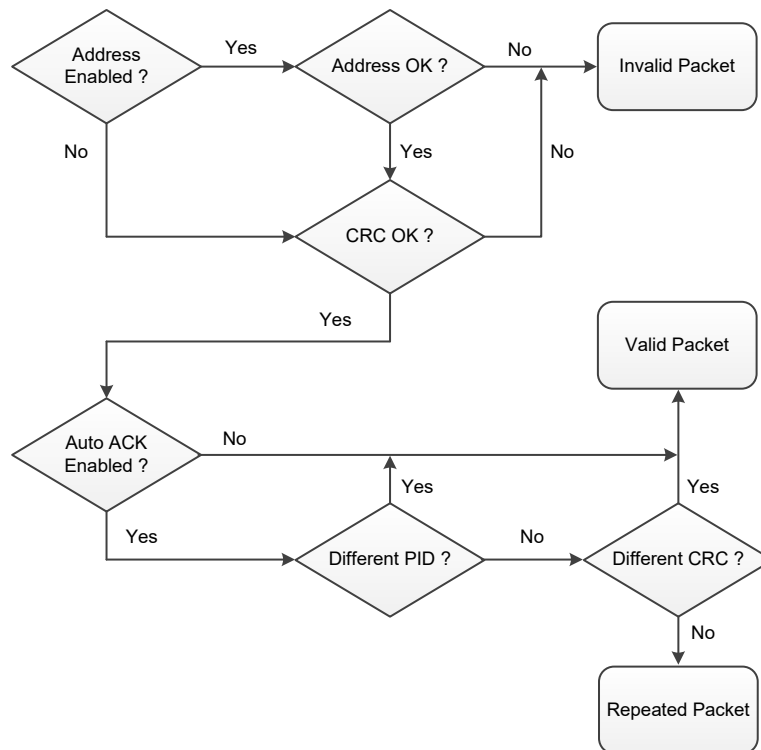 Address
Enabled ?
Yes
Address OK ?
No
Invalid Packet
No
Yes
No
CRC OK ?
Yes
Valid Packet
Auto ACK
Enabled ?
No
Yes
Yes
Yes
Different PID ?
No
Different CRC ?
No
Repeated Packet